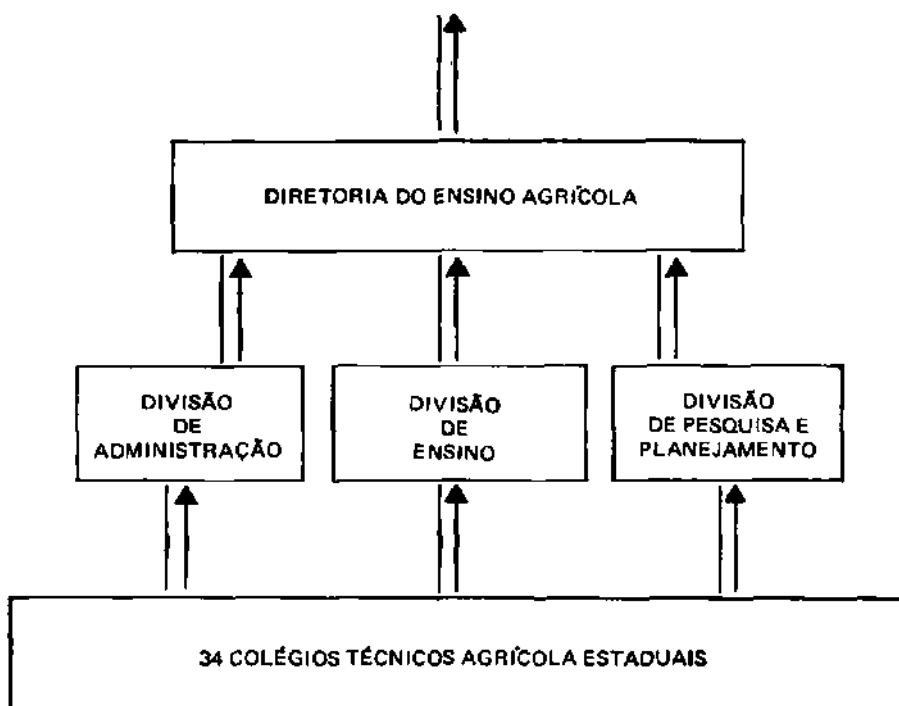 DIRETORIA DO ENSINO AGRÍCOLA
DIVISÃO
DE
ADMINISTRAÇÃO
DIVISÃO
DE
ENSINO
DIVISÃO
DE PESQUISA E
PLANEJAMENTO
34 COLÉGIOS TÉCNICOS AGRÍCOLA ESTADUAIS